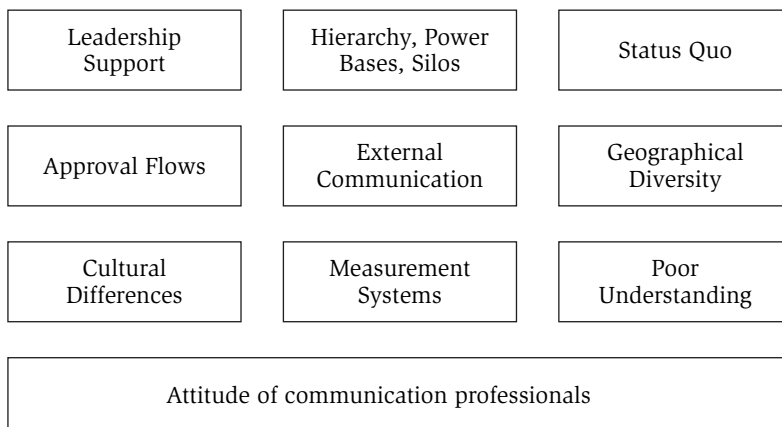 Leadership
Support
Hierarchy, Power
Bases, Silos
Status Quo
Approval Flows
External
Communication
Geographical
Diversity
Cultural
Differences
Measurement
Systems
Poor
Understanding
Attitude of communication professionals